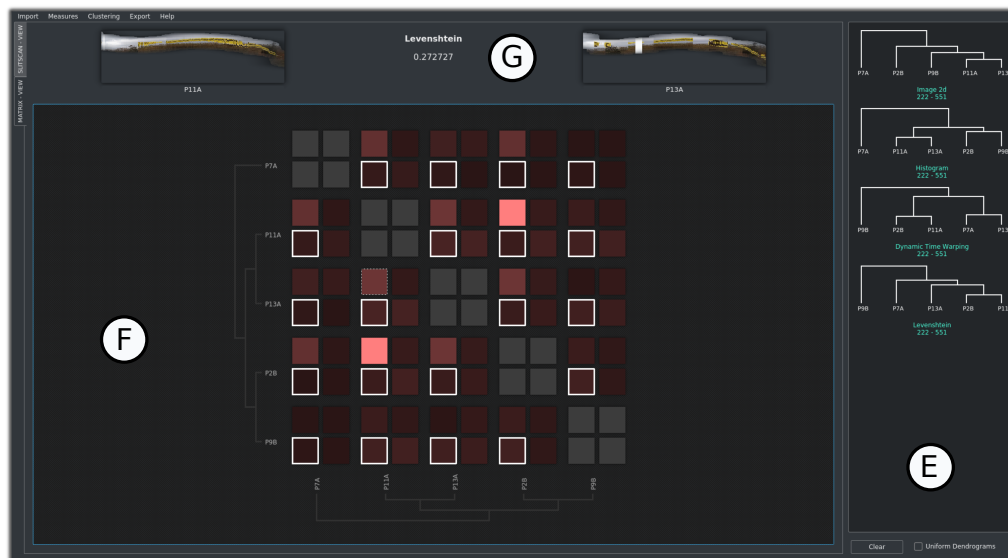 Import Measures Clustering Export Help
SLITSCAN - VIEW
MATRIX - VIEW
P11A
Levenshtein
0.272727
G
P13A
P7A
P11A
P13A
P2B
P9B
P7A P11A P13A P2B P9B
F
P7A P2B P9B P11A P13
Image 2d
222 - 551
P7A P11A P13A P2B P9B
Histogram
222 - 551
P9B P2B P11A P7A P13
Dynamic Time Warping
222 - 551
P9B P7A P13A P2B P11
Levenshtein
222 - 551
E
Clear Uniform Dendrograms